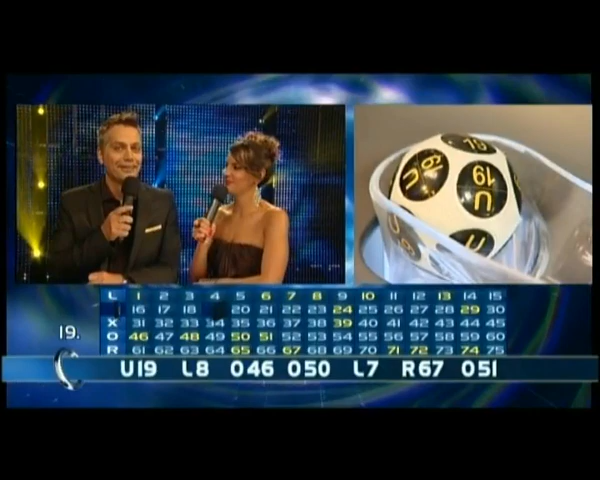 19
U
19
U
19
U
L 1 2 3 4 5 6 7 8 9 10 11 12 13 14 15
16 17 18 20 21 22 23 24 25 26 27 28 29 30
X 31 32 33 34 35 36 37 38 39 40 41 42 43 44 45
19.
O 46 47 48 49 50 51 52 53 54 55 56 57 58 59 60
R 61 62 63 64 65 66 67 68 69 70 71 72 73 74 75
U19 L8 O46 O50 L7 R67 O51